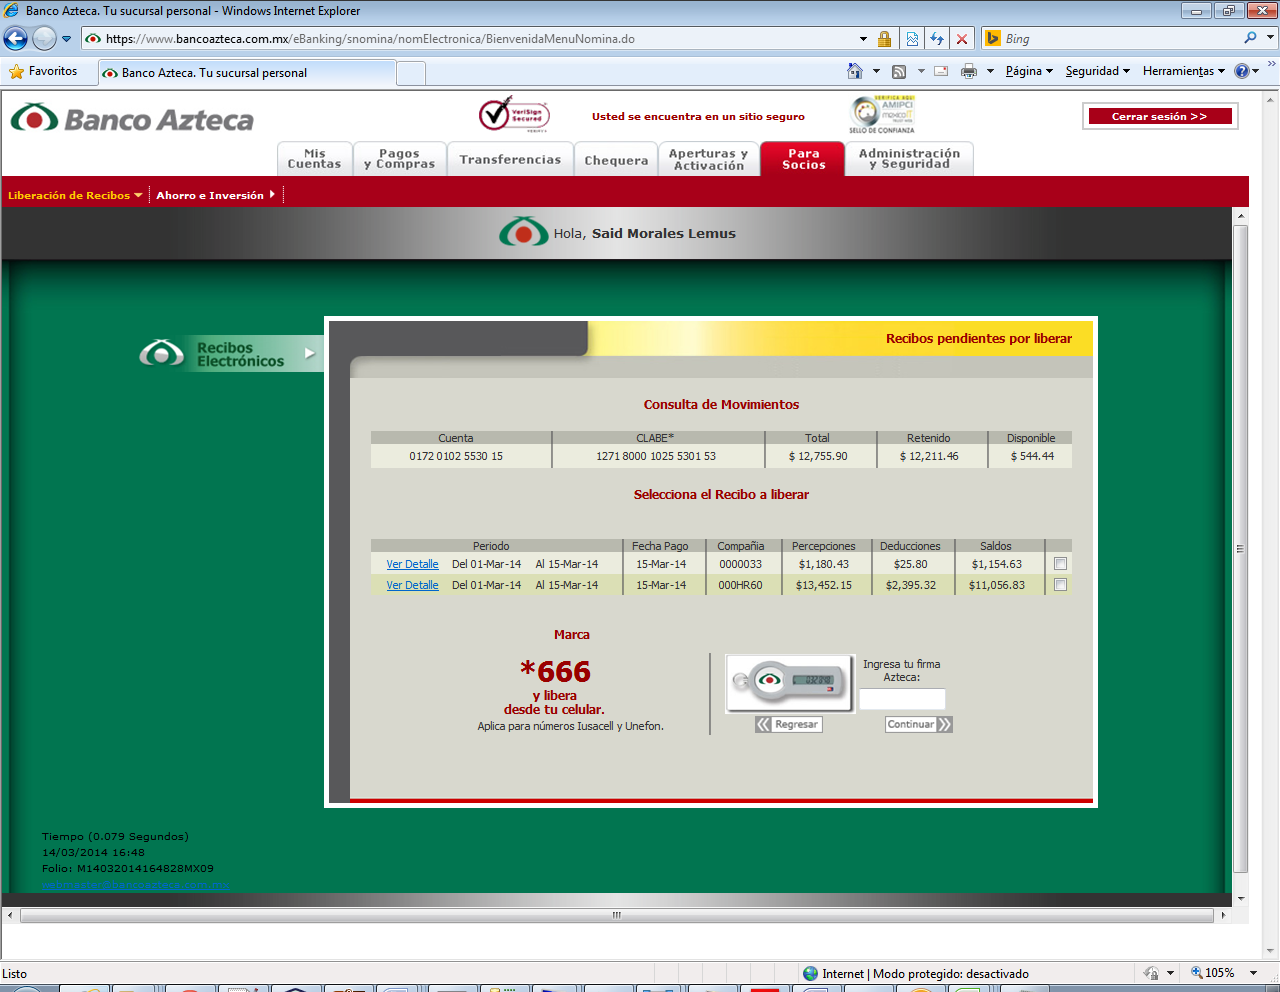 Banco Azteca. Tu sucursal personal - Windows Internet Explorer
https://www.bancoazteca.com.mx/eBanking/snomina/nomElectronica/BienvenidaMenuNomina.do
Bing
Favoritos
Banco Azteca. Tu sucursal personal
Página
Seguridad
Herramientas
Banco Azteca
VeriSign
Secured
VERIFY
Usted se encuentra en un sitio seguro
VERIFICA AQUI
AMIPCI
SELLO DE CONFIANZA
Cerrar sesión >>
Mis Cuentas
Pagos y Compras
Transferencias
Chequera
Aperturas y Activación
Para Socios
Administración y Seguridad
Liberación de Recibos
Ahorro e Inversión
Hola, Said Morales Lemus
Recibos Electrónicos
Recibos pendientes por liberar
Consulta de Movimientos
Cuenta CLABE* Total Retenido Disponible
0172 0102 5530 15 1271 8000 1025 5301 53 $ 12,755.90 $ 12,211.46 $ 544.44
Selecciona el Recibo a liberar
Periodo Fecha Pago Compañia Percepciones Deducciones Saldos
Ver Detalle Del 01-Mar-14 Al 15-Mar-14 15-Mar-14 0000033 $1,180.43 $25.80 $1,154.63
Ver Detalle Del 01-Mar-14 Al 15-Mar-14 15-Mar-14 000HR60 $13,452.15 $2,395.32 $11,056.83
Marca
*666
y libera
desde tu celular.
Aplica para números Iusacell y Unefon.
Ingresa tu firma
Azteca:
Regresar
Continuar
Tiempo (0.079 Segundos)
14/03/2014 16:48
Folio: M14032014164828MX09
Listo
Internet | Modo protegido: desactivado
105%